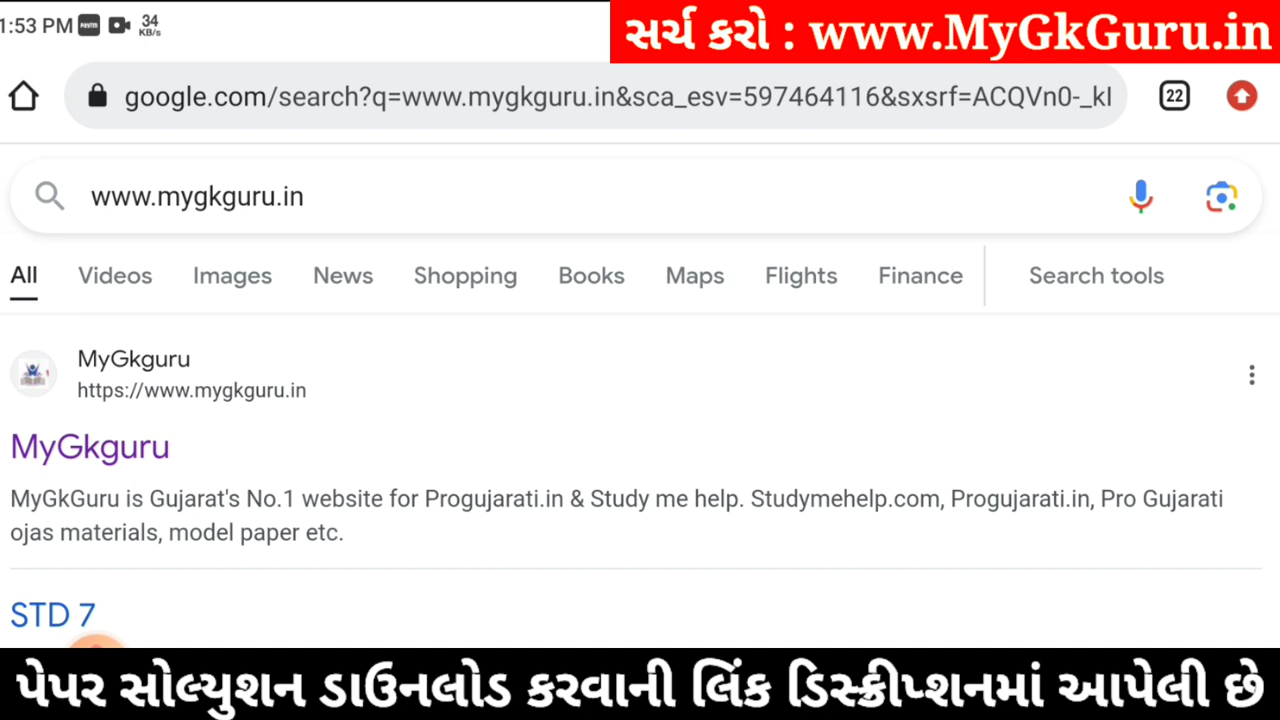 1:53 PM Paytm 34 KB/s
સર્ચ કરો : www.MyGkGuru.in
google.com/search?q=www.mygkguru.in&sca_esv=597464116&sxsrf=ACQVn0-_kI 22
www.mygkguru.in
All Videos Images News Shopping Books Maps Flights Finance Search tools
MyGkguru
https://www.mygkguru.in
MyGkguru
MyGkGuru is Gujarat's No.1 website for Progujarati.in & Study me help. Studymehelp.com, Progujarati.in, Pro Gujarati
ojas materials, model paper etc.
STD 7
પેપર સોલ્યુશન ડાઉનલોડ કરવાની લિંક ડિસ્ક્રીપ્શનમાં આપેલી છે